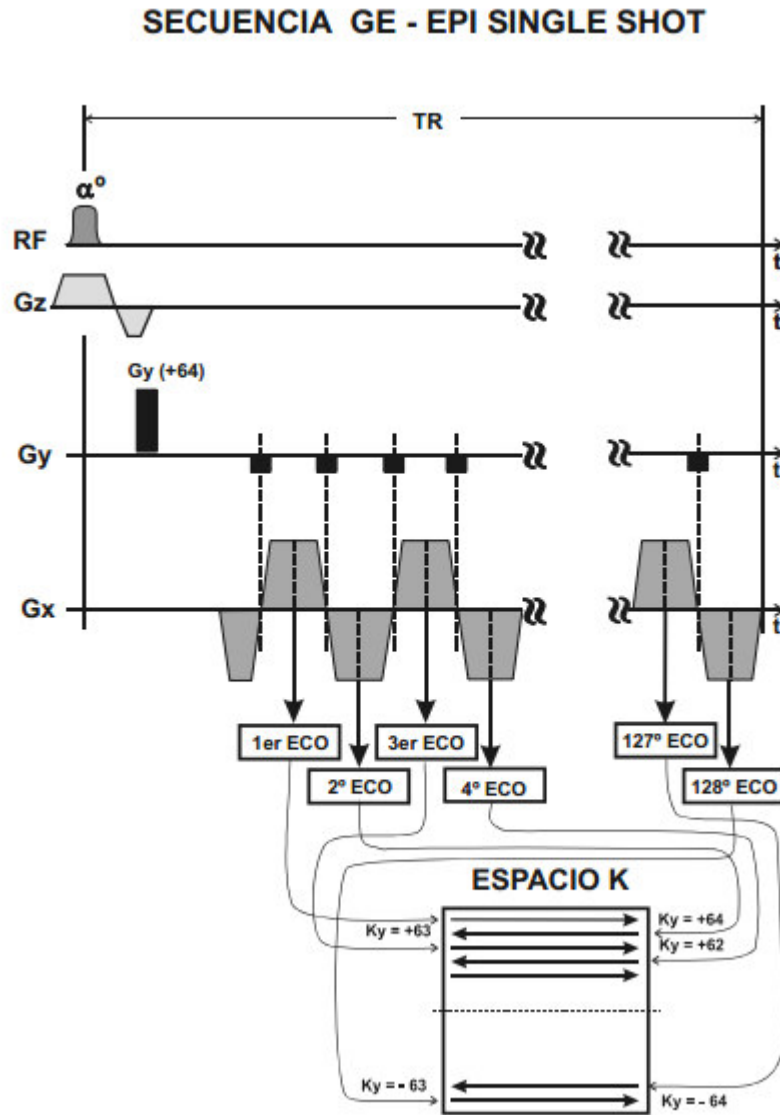 SECUENCIA GE - EPI SINGLE SHOT
TR
αº
RF
t
Gz
t
Gy (+64)
Gy
t
Gx
t
1er ECO
3er ECO
127º ECO
2º ECO
4º ECO
128º ECO
ESPACIO K
Ky = +64
Ky = +63
Ky = +62
Ky = - 63
Ky = - 64